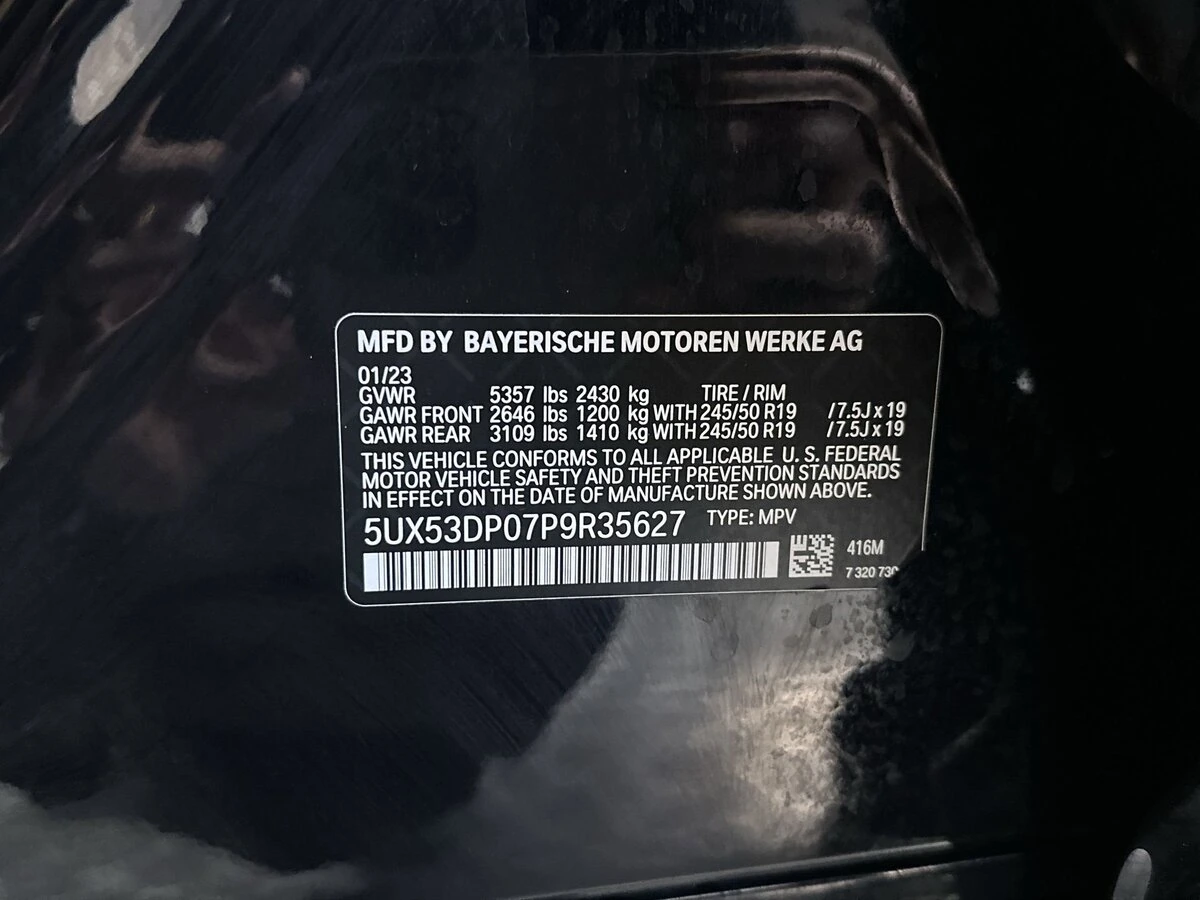 MFD BY BAYERISCHE MOTOREN WERKE AG
01/23
GVWR 5357 lbs 2430 kg TIRE / RIM
GAWR FRONT 2646 lbs 1200 kg WITH 245/50 R19 /7.5J x 19
GAWR REAR 3109 lbs 1410 kg WITH 245/50 R19 /7.5J x 19
THIS VEHICLE CONFORMS TO ALL APPLICABLE U. S. FEDERAL
MOTOR VEHICLE SAFETY AND THEFT PREVENTION STANDARDS
IN EFFECT ON THE DATE OF MANUFACTURE SHOWN ABOVE.
5UX53DP07P9R35627 TYPE: MPV
416M
7 320 730